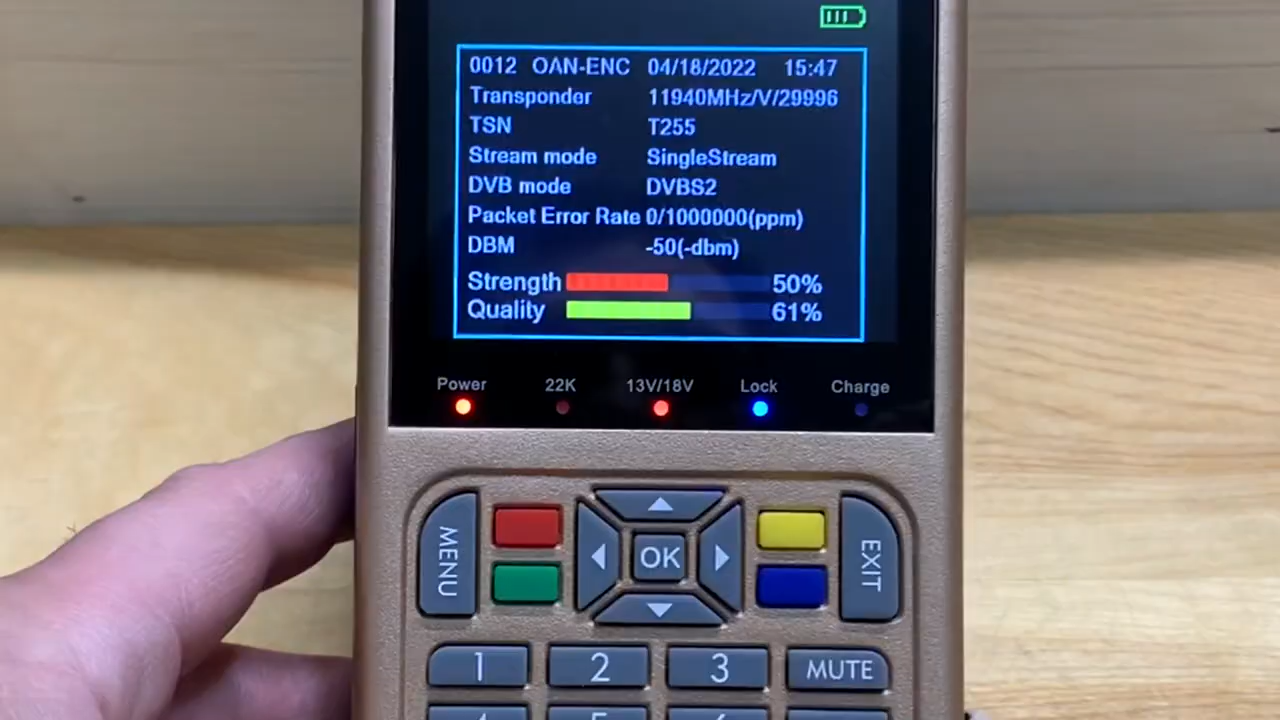 0012 OAN-ENC 04/18/2022 15:47
Transponder 11940MHz/V/29996
TSN T255
Stream mode SingleStream
DVB mode DVBS2
Packet Error Rate 0/1000000(ppm)
DBM -50(-dbm)
Strength 50%
Quality 61%
Power 22K 13V/18V Lock Charge
MENU OK EXIT
1 2 3 MUTE